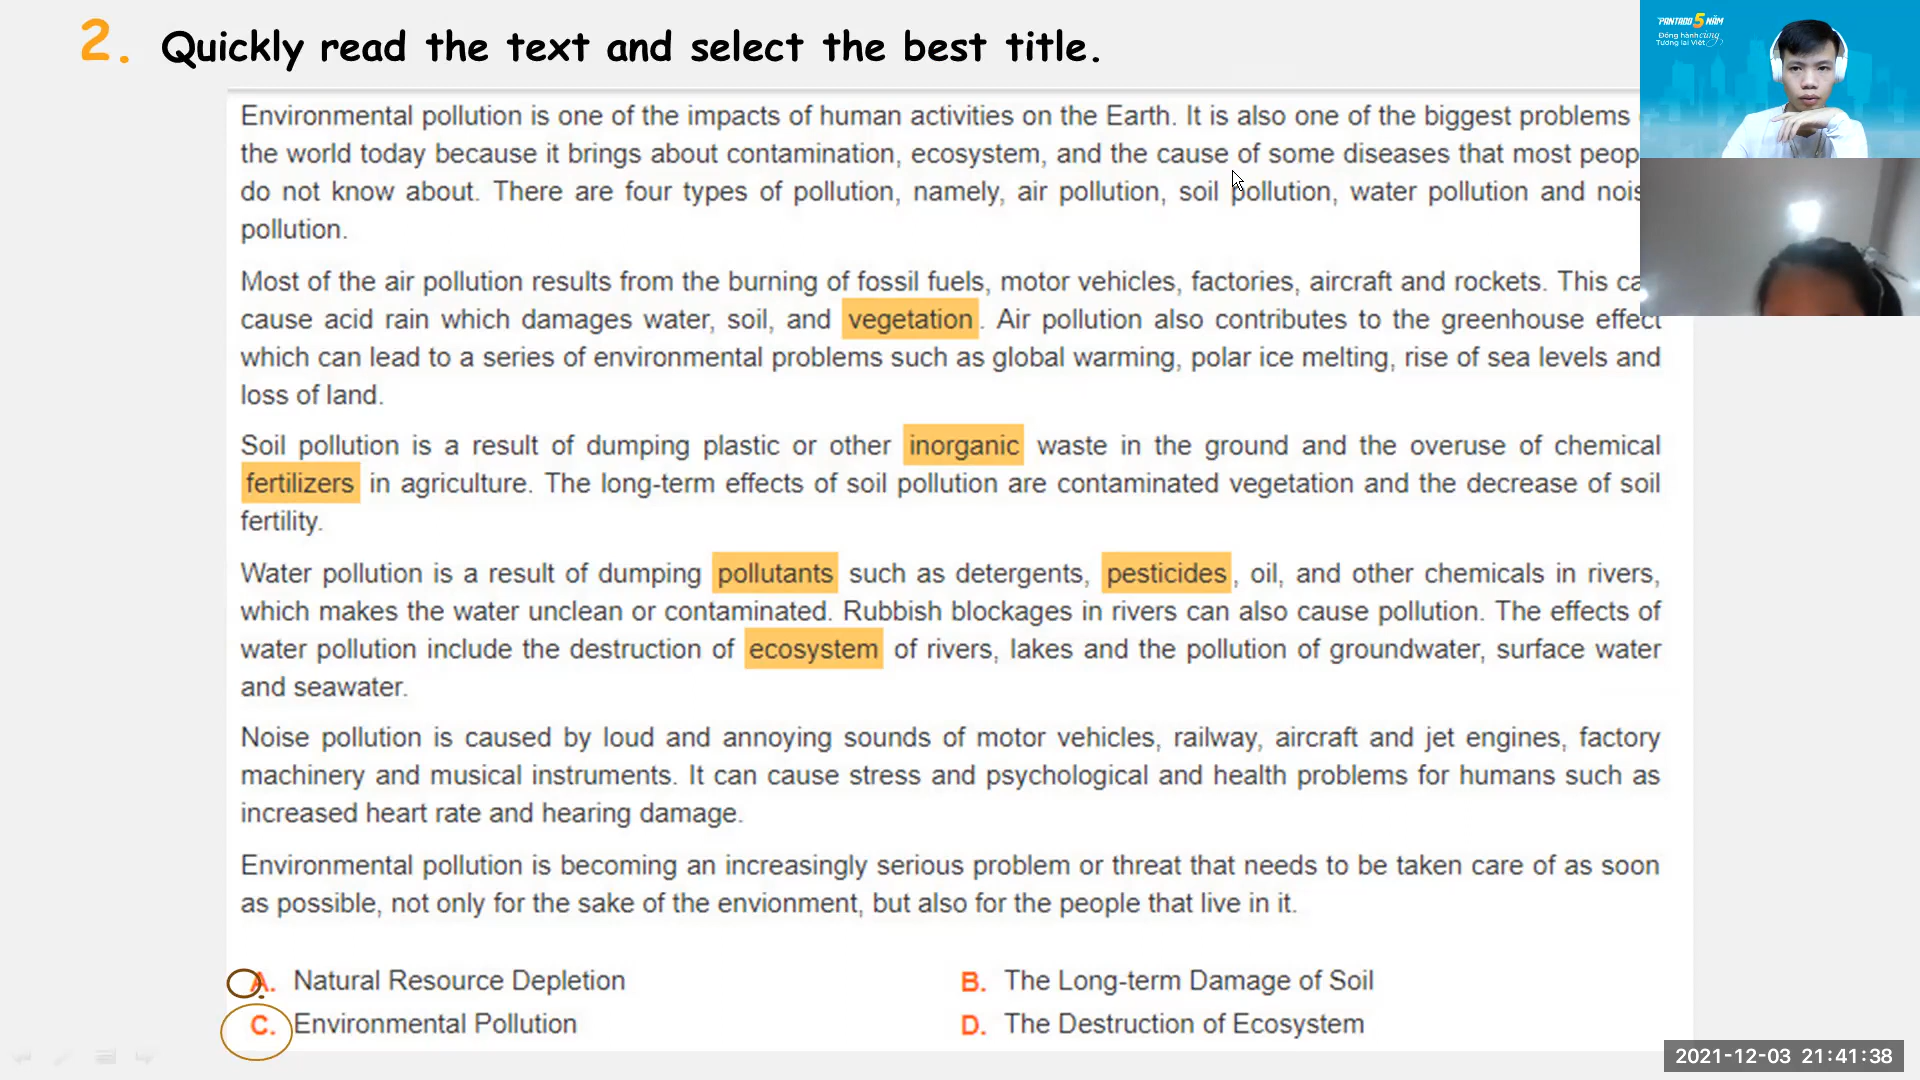 2. Quickly read the text and select the best title.
PANTADO 5 NĂM
Đồng hành cùng
Tương lai Việt
Environmental pollution is one of the impacts of human activities on the Earth. It is also one of the biggest problems
the world today because it brings about contamination, ecosystem, and the cause of some diseases that most peop
do not know about. There are four types of pollution, namely, air pollution, soil pollution, water pollution and nois
pollution.
Most of the air pollution results from the burning of fossil fuels, motor vehicles, factories, aircraft and rockets. This ca
cause acid rain which damages water, soil, and vegetation. Air pollution also contributes to the greenhouse effect
which can lead to a series of environmental problems such as global warming, polar ice melting, rise of sea levels and
loss of land.
Soil pollution is a result of dumping plastic or other inorganic waste in the ground and the overuse of chemical
fertilizers in agriculture. The long-term effects of soil pollution are contaminated vegetation and the decrease of soil
fertility.
Water pollution is a result of dumping pollutants such as detergents, pesticides, oil, and other chemicals in rivers,
which makes the water unclean or contaminated. Rubbish blockages in rivers can also cause pollution. The effects of
water pollution include the destruction of ecosystem of rivers, lakes and the pollution of groundwater, surface water
and seawater.
Noise pollution is caused by loud and annoying sounds of motor vehicles, railway, aircraft and jet engines, factory
machinery and musical instruments. It can cause stress and psychological and health problems for humans such as
increased heart rate and hearing damage.
Environmental pollution is becoming an increasingly serious problem or threat that needs to be taken care of as soon
as possible, not only for the sake of the envionment, but also for the people that live in it.
A. Natural Resource Depletion
B. The Long-term Damage of Soil
C. Environmental Pollution
D. The Destruction of Ecosystem
2021-12-03 21:41:38